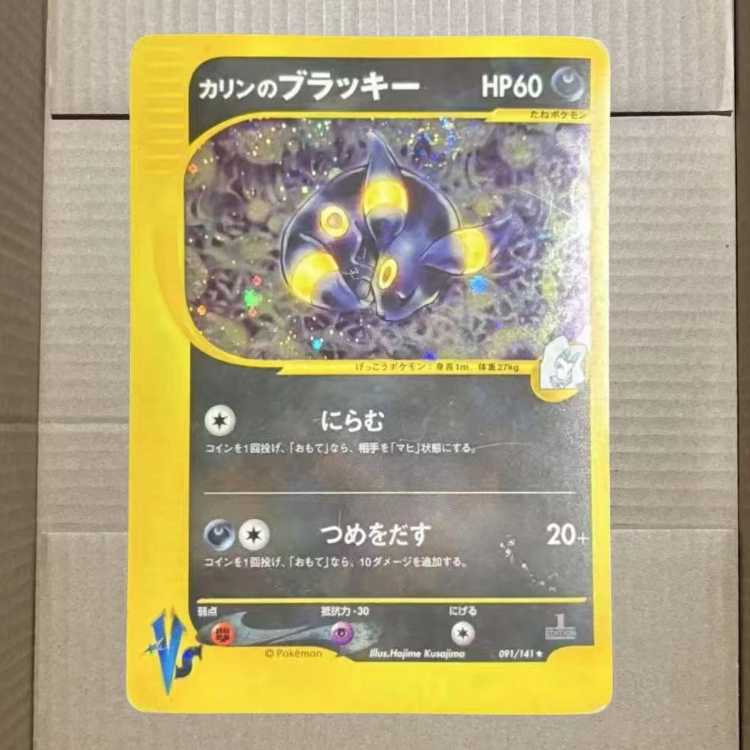 カリンのブラッキー HP60
たねポケモン
げっこうポケモン：身長1m、体重27kg
にらむ
コインを1回投げ、「おもて」なら、相手を「マヒ」状態にする。
つめをだす 20+
コインを1回投げ、「おもて」なら、10ダメージを追加する。
弱点 抵抗力 -30 にげる
1
EDITION
VS
©Pokémon Illus.Hajime Kusajima 091/141★